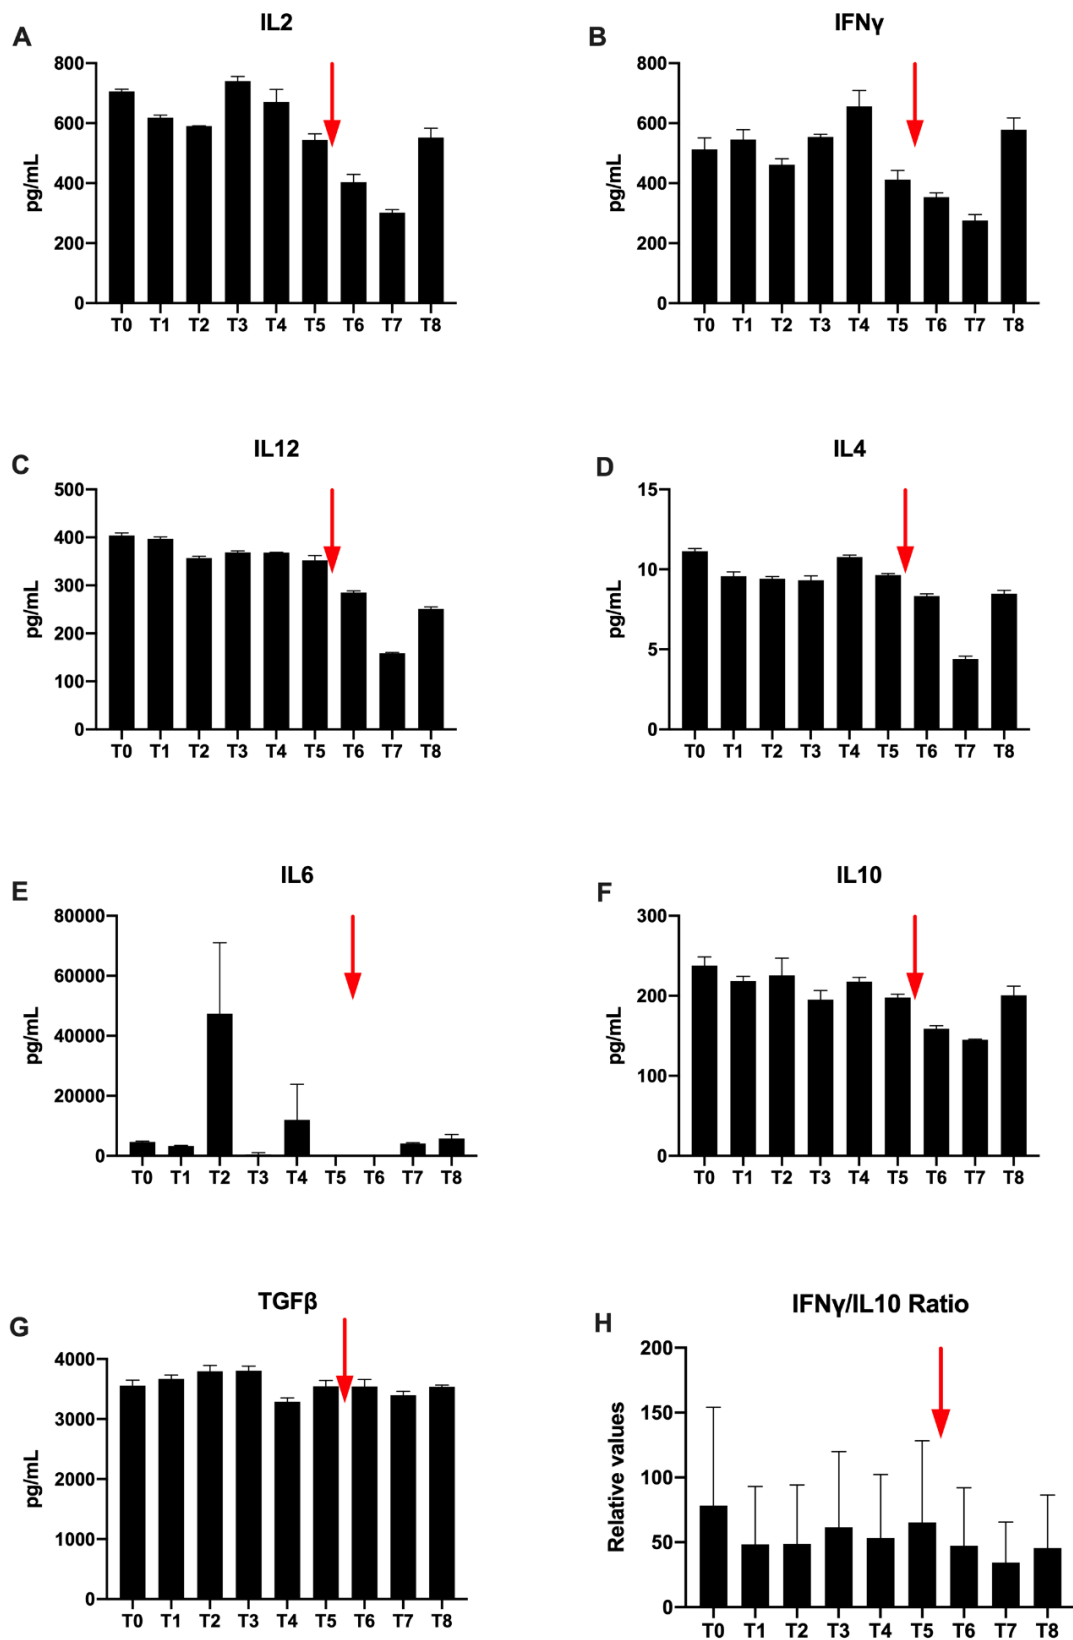 A
IL2
pg/mL
800
600
400
200
0
T0 T1 T2 T3 T4 T5 T6 T7 T8
B
IFNγ
pg/mL
800
600
400
200
0
T0 T1 T2 T3 T4 T5 T6 T7 T8
C
IL12
pg/mL
500
400
300
200
100
0
T0 T1 T2 T3 T4 T5 T6 T7 T8
D
IL4
pg/mL
15
10
5
0
T0 T1 T2 T3 T4 T5 T6 T7 T8
E
IL6
pg/mL
80000
60000
40000
20000
0
T0 T1 T2 T3 T4 T5 T6 T7 T8
F
IL10
pg/mL
300
200
100
0
T0 T1 T2 T3 T4 T5 T6 T7 T8
G
TGFβ
pg/mL
4000
3000
2000
1000
0
T0 T1 T2 T3 T4 T5 T6 T7 T8
H
IFNγ/IL10 Ratio
Relative values
200
150
100
50
0
T0 T1 T2 T3 T4 T5 T6 T7 T8